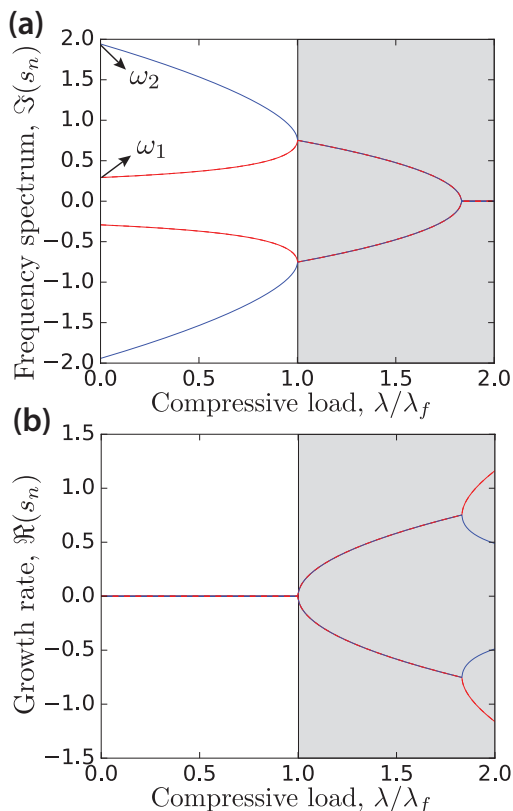 (a)
Frequency spectrum, ℑ(sₙ)
2.0
1.5
1.0
0.5
0.0
−0.5
−1.0
−1.5
−2.0
ω₂
ω₁
0.0 0.5 1.0 1.5 2.0
Compressive load, λ/λ_f
(b)
Growth rate, ℜ(sₙ)
1.5
1.0
0.5
0.0
−0.5
−1.0
−1.5
0.0 0.5 1.0 1.5 2.0
Compressive load, λ/λ_f